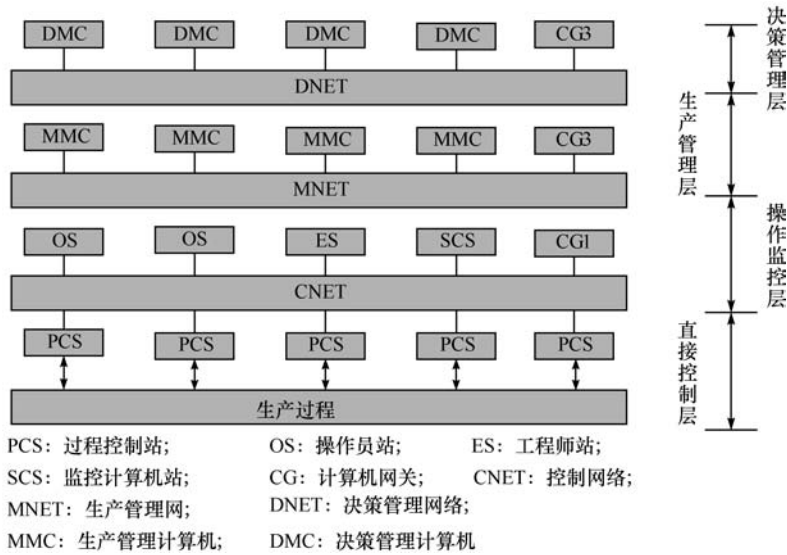 DMC DMC DMC DMC CG3
DNET
MMC MMC MMC MMC CG3
MNET
OS OS ES SCS CG1
CNET
PCS PCS PCS PCS PCS
生产过程
决策管理层
生产管理层
操作监控层
直接控制层
PCS：过程控制站; OS：操作员站; ES：工程师站;
SCS：监控计算机站; CG：计算机网关; CNET：控制网络;
MNET：生产管理网; DNET：决策管理网络;
MMC：生产管理计算机; DMC：决策管理计算机